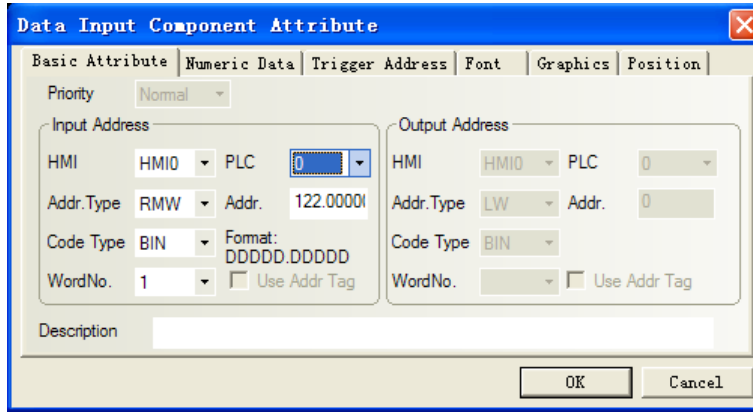 Data Input Component Attribute
Basic Attribute Numeric Data Trigger Address Font Graphics Position
Priority Normal
Input Address
HMI HMI0 PLC 0
Addr.Type RMW Addr. 122.0000(
Code Type BIN Format: DDDDD.DDDDD
WordNo. 1 Use Addr Tag
Output Address
HMI HMI0 PLC 0
Addr.Type LW Addr. 0
Code Type BIN
WordNo. Use Addr Tag
Description
OK Cancel